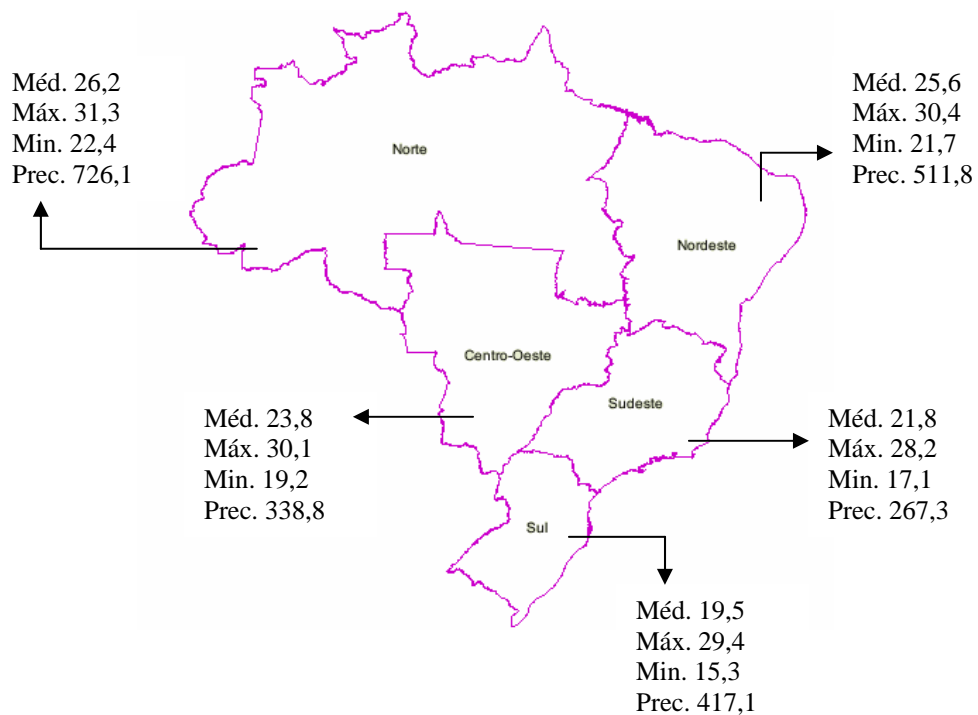 Méd. 26,2
Máx. 31,3
Min. 22,4
Prec. 726,1
Méd. 25,6
Máx. 30,4
Min. 21,7
Prec. 511,8
Norte
Nordeste
Centro-Oeste
Sudeste
Méd. 23,8
Máx. 30,1
Min. 19,2
Prec. 338,8
Méd. 21,8
Máx. 28,2
Min. 17,1
Prec. 267,3
Sul
Méd. 19,5
Máx. 29,4
Min. 15,3
Prec. 417,1